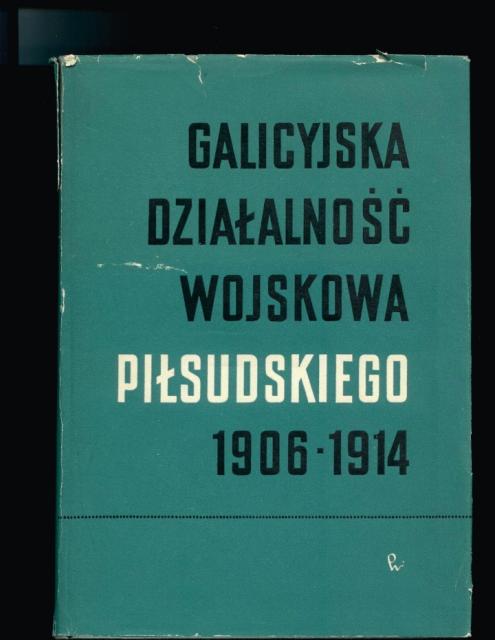 GALICYJSKA
DZIAŁALNOŚĆ
WOJSKOWA
PIŁSUDSKIEGO
1906·1914